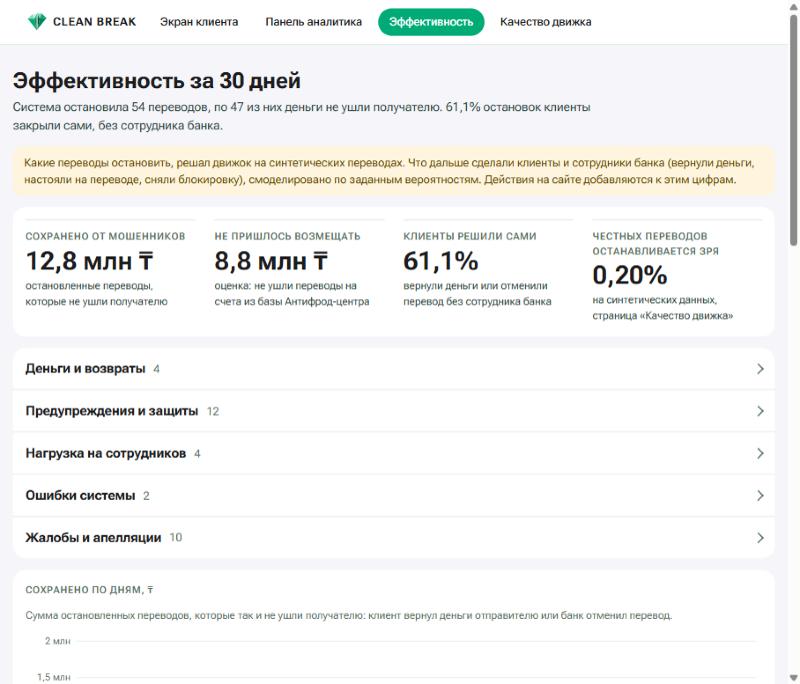 CLEAN BREAK Экран клиента Панель аналитика Эффективность Качество движка
Эффективность за 30 дней
Система остановила 54 переводов, по 47 из них деньги не ушли получателю. 61,1% остановок клиенты
закрыли сами, без сотрудника банка.
Какие переводы остановить, решал движок на синтетических переводах. Что дальше сделали клиенты и сотрудники банка (вернули деньги,
настояли на переводе, сняли блокировку), смоделировано по заданным вероятностям. Действия на сайте добавляются к этим цифрам.
СОХРАНЕНО ОТ МОШЕННИКОВ
12,8 млн ₸
остановленные переводы,
которые не ушли получателю
НЕ ПРИШЛОСЬ ВОЗМЕЩАТЬ
8,8 млн ₸
оценка: не ушли переводы на
счета из базы Антифрод-центра
КЛИЕНТЫ РЕШИЛИ САМИ
61,1%
вернули деньги или отменили
перевод без сотрудника банка
ЧЕСТНЫХ ПЕРЕВОДОВ
ОСТАНАВЛИВАЕТСЯ ЗРЯ
0,20%
на синтетических данных,
страница «Качество движка»
Деньги и возвраты 4
Предупреждения и защиты 12
Нагрузка на сотрудников 4
Ошибки системы 2
Жалобы и апелляции 10
СОХРАНЕНО ПО ДНЯМ, ₸
Сумма остановленных переводов, которые так и не ушли получателю: клиент вернул деньги отправителю или банк отменил перевод.
2 млн
1,5 млн